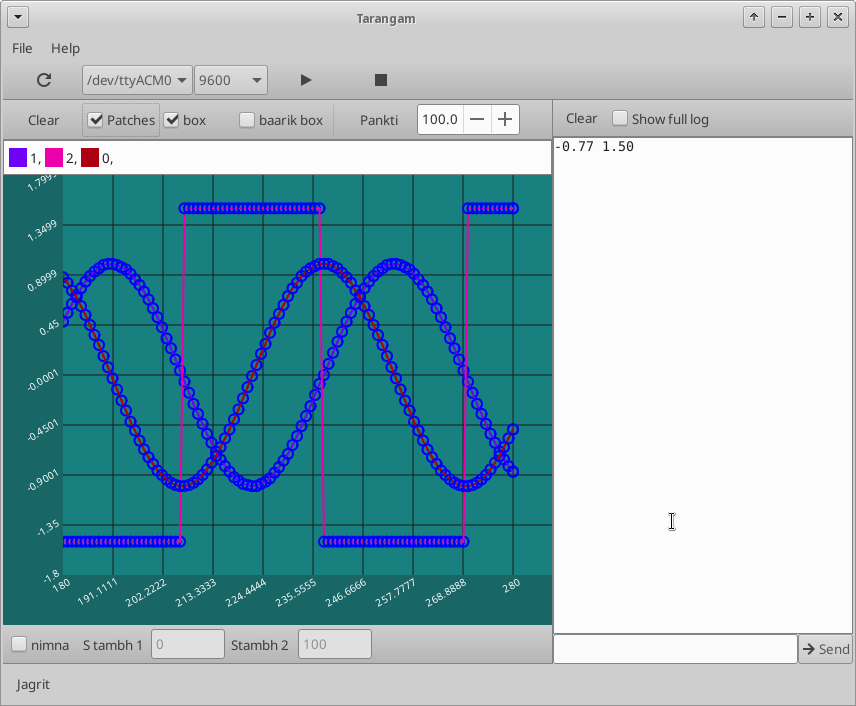 Tarangam
File Help
/dev/ttyACM0 9600
Clear Patches box baarik box Pankti 100.0
Clear Show full log
1, 2, 0,
-0.77 1.50
1.3499
0.8999
0.45
-0.0001
-0.4501
-0.9001
-1.35
-1.8
180 191.1111 202.2222 213.3333 224.4444 235.5555 246.6666 257.7777 268.8888 280
nimna S tambh 1 0 Stambh 2 100
Send
Jagrit